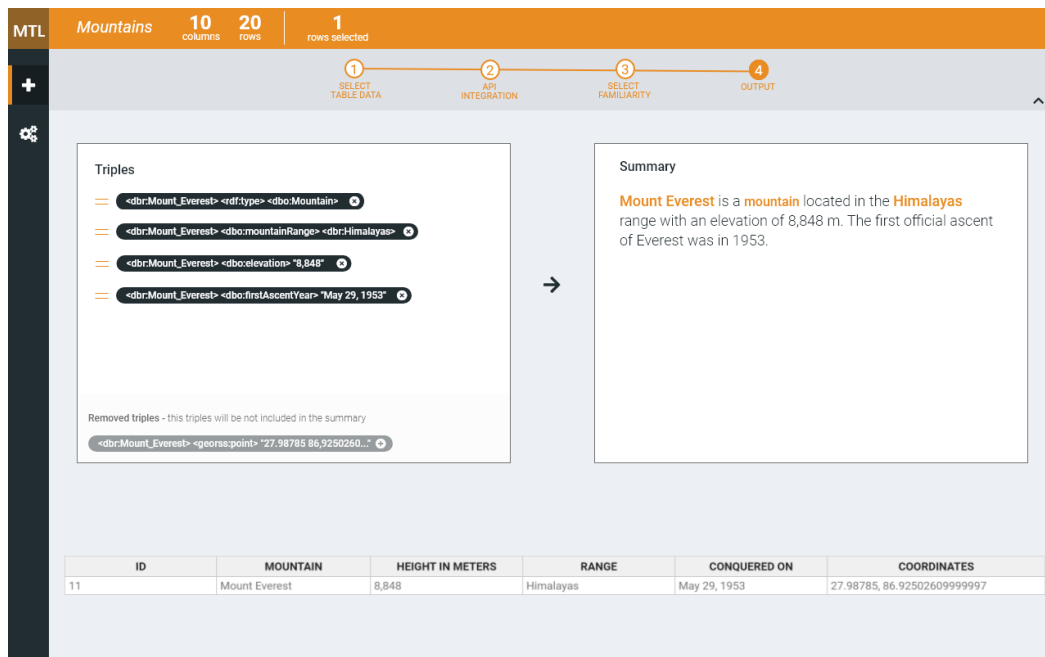 MTL
Mountains
10 columns
20 rows
1 rows selected
1
SELECT
TABLE DATA
2
API
INTEGRATION
3
SELECT
FAMILIARITY
4
OUTPUT
Triples
<dbr:Mount_Everest> <rdf:type> <dbo:Mountain>
<dbr:Mount_Everest> <dbo:mountainRange> <dbr:Himalayas>
<dbr:Mount_Everest> <dbo:elevation> "8,848"
<dbr:Mount_Everest> <dbo:firstAscentYear> "May 29, 1953"
Removed triples - this triples will be not included in the summary
<dbr:Mount_Everest> <georss:point> "27.98785 86,9250260..."
Summary
Mount Everest is a mountain located in the Himalayas
range with an elevation of 8,848 m. The first official ascent
of Everest was in 1953.
ID MOUNTAIN HEIGHT IN METERS RANGE CONQUERED ON COORDINATES
11 Mount Everest 8,848 Himalayas May 29, 1953 27.98785, 86.92502609999997